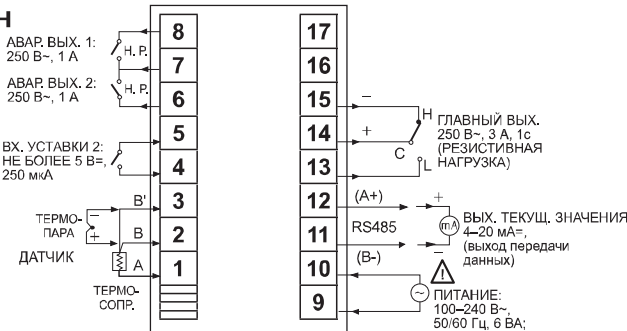 Н
АВАР. ВЫХ. 1:
250 В~, 1 А
Н. Р.
АВАР. ВЫХ. 2:
250 В~, 1 А
Н. Р.
ВХ. УСТАВКИ 2:
НЕ БОЛЕЕ 5 В=,
250 мкА
ТЕРМО-
ПАРА
ДАТЧИК
ТЕРМО-
СОПР.
B'
B
A
−
+
8
7
6
5
4
3
2
1
17
16
15
14
13
12
11
10
9
−
+
H
C
L
ГЛАВНЫЙ ВЫХ.
250 В~, 3 А, 1с
(РЕЗИСТИВНАЯ
НАГРУЗКА)
(A+)
RS485
(B-)
+
mA
−
ВЫХ. ТЕКУЩ. ЗНАЧЕНИЯ
4–20 мА=,
(выход передачи
данных)
ПИТАНИЕ:
100–240 В~,
50/60 Гц, 6 ВА;